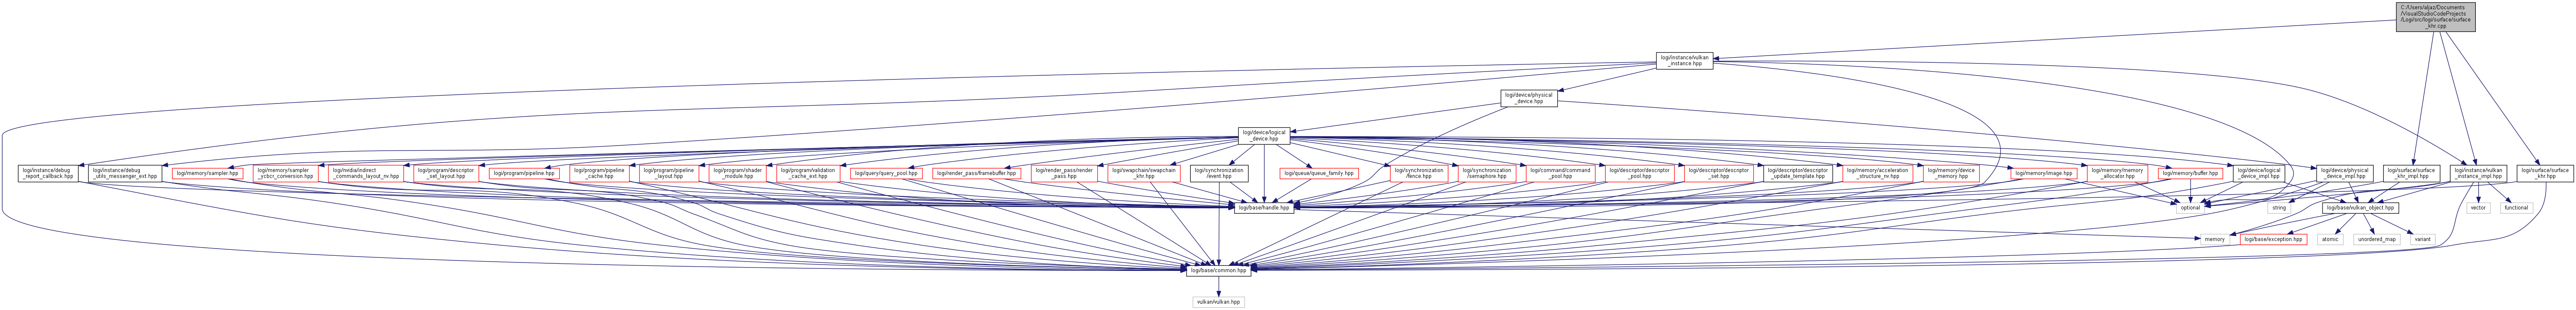 C:/Users/aljaz/Documents
/VisualStudioCodeProjects
/Logi/src/logi/surface/surface
_khr.cpp
logi/instance/vulkan
_instance.hpp
logi/device/physical
_device.hpp
logi/device/logical
_device.hpp
logi/instance/debug
_report_callback.hpp
logi/instance/debug
_utils_messenger_ext.hpp
logi/memory/sampler.hpp
logi/memory/sampler
_ycbcr_conversion.hpp
logi/nvidia/indirect
_commands_layout_nv.hpp
logi/program/descriptor
_set_layout.hpp
logi/program/pipeline.hpp
logi/program/pipeline
_cache.hpp
logi/program/pipeline
_layout.hpp
logi/program/shader
_module.hpp
logi/program/validation
_cache_ext.hpp
logi/query/query_pool.hpp
logi/render_pass/framebuffer.hpp
logi/render_pass/render
_pass.hpp
logi/swapchain/swapchain
_khr.hpp
logi/synchronization
/event.hpp
logi/queue/queue_family.hpp
logi/synchronization
/fence.hpp
logi/synchronization
/semaphore.hpp
logi/command/command
_pool.hpp
logi/descriptor/descriptor
_pool.hpp
logi/descriptor/descriptor
_set.hpp
logi/descriptor/descriptor
_update_template.hpp
logi/memory/acceleration
_structure_nv.hpp
logi/memory/device
_memory.hpp
logi/memory/image.hpp
logi/memory/memory
_allocator.hpp
logi/memory/buffer.hpp
logi/device/logical
_device_impl.hpp
logi/device/physical
_device_impl.hpp
logi/surface/surface
_khr_impl.hpp
logi/instance/vulkan
_instance_impl.hpp
logi/surface/surface
_khr.hpp
logi/base/handle.hpp
optional
string
logi/base/vulkan_object.hpp
vector
functional
memory
logi/base/exception.hpp
atomic
unordered_map
variant
logi/base/common.hpp
vulkan/vulkan.hpp